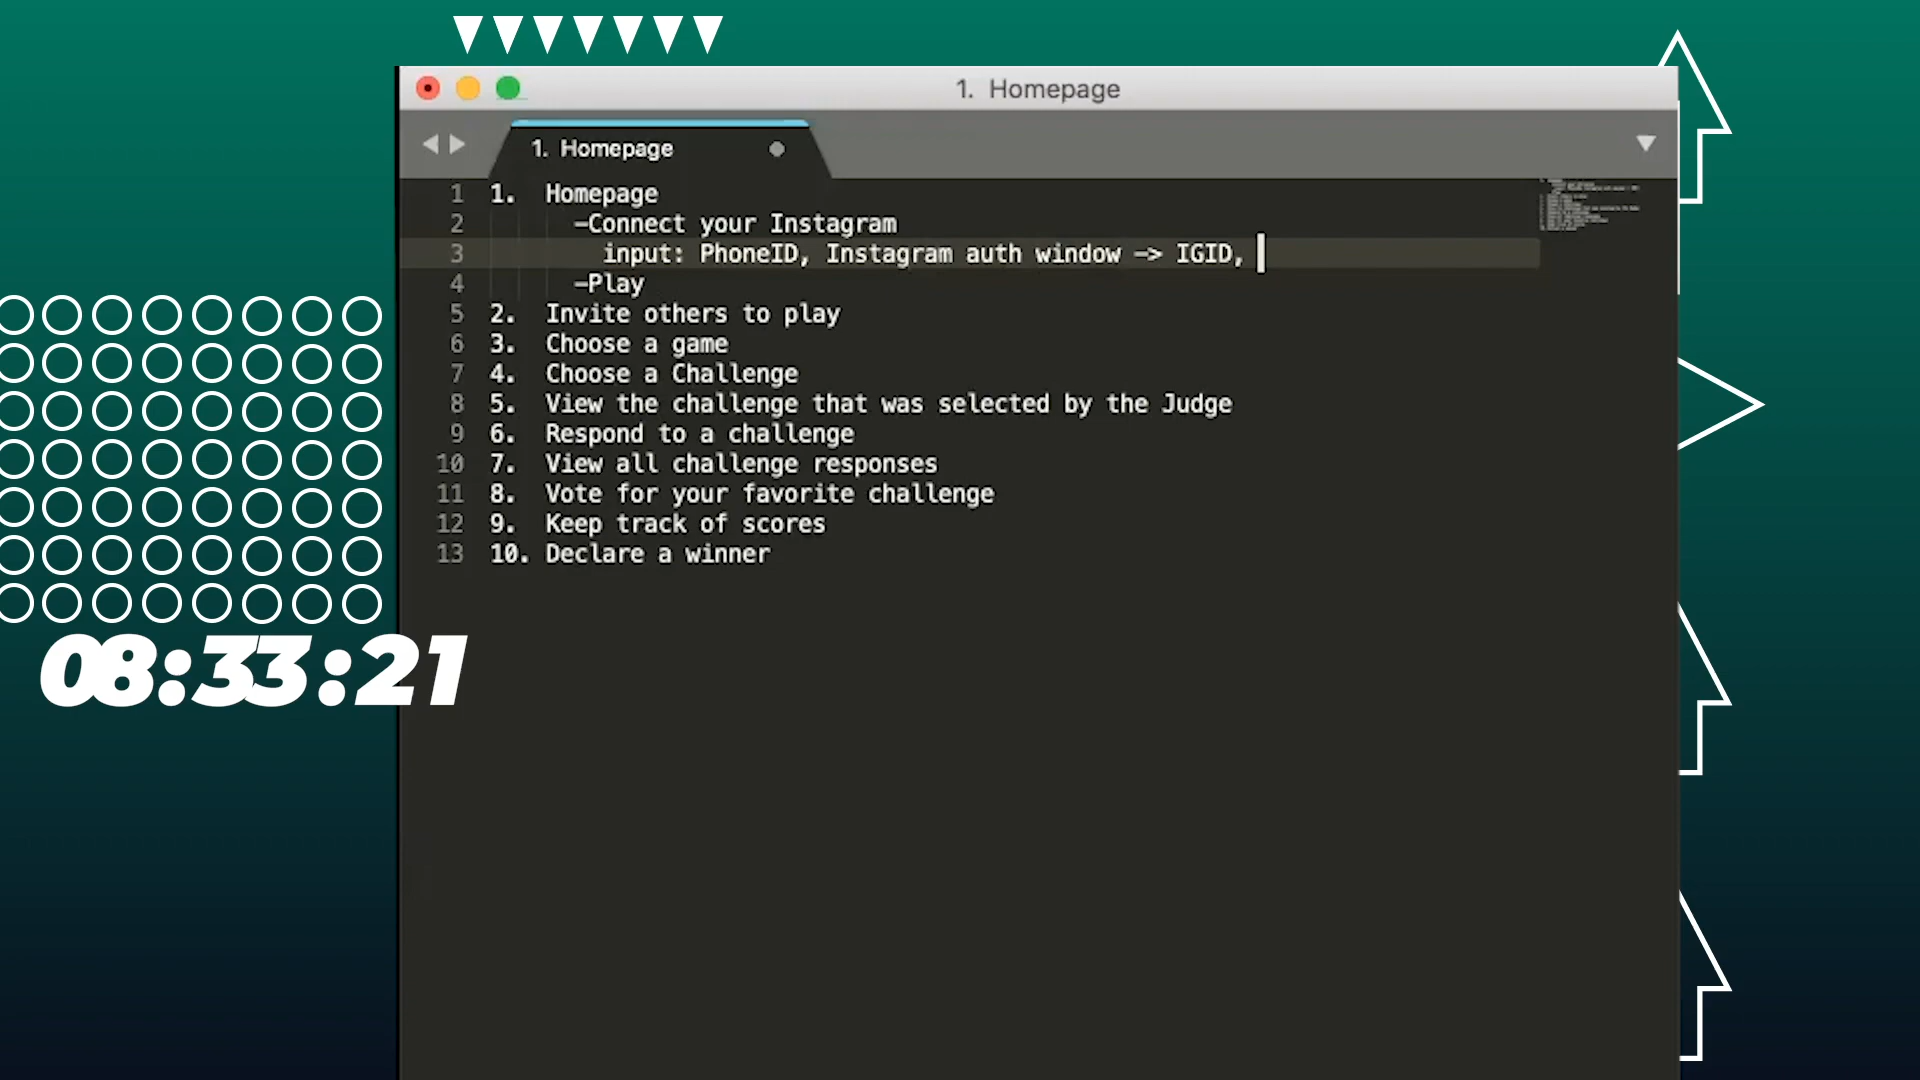 1. Homepage
1. Homepage
1 1. Homepage
2 -Connect your Instagram
3 input: PhoneID, Instagram auth window -> IGID,
4 -Play
5 2. Invite others to play
6 3. Choose a game
7 4. Choose a Challenge
8 5. View the challenge that was selected by the Judge
9 6. Respond to a challenge
10 7. View all challenge responses
11 8. Vote for your favorite challenge
12 9. Keep track of scores
13 10. Declare a winner
08:33:21